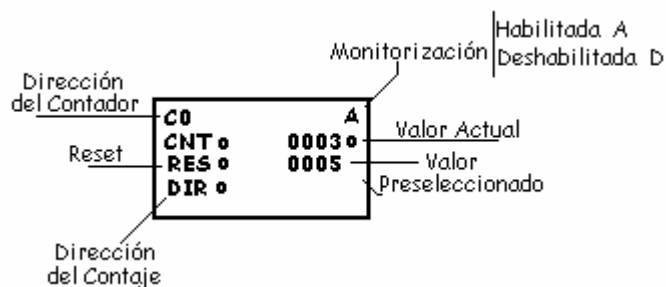 Habilitada A
Monitorización
Deshabilitada D
Dirección
del Contador
C0 A
CNT 0003
Valor Actual
Reset
RES 0005
Valor
Preseleccionado
DIR
Dirección
del Contaje